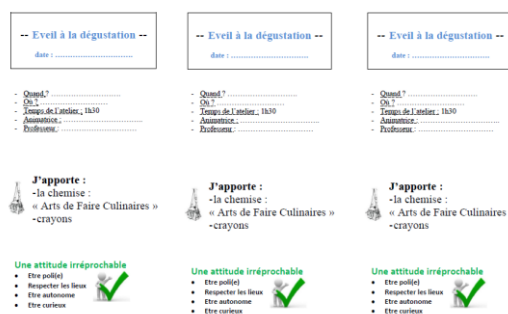 -- Eveil à la dégustation --
date : ................................
- Quand ? ................................
- Où ? ................................
- Temps de l'atelier : 1h30
- Animatrice : ................................
- Professeur : ................................
J'apporte :
-la chemise :
« Arts de Faire Culinaires »
-crayons
Une attitude irréprochable
• Etre poli(e)
• Respecter les lieux
• Etre autonome
• Etre curieux
-- Eveil à la dégustation --
date : ................................
- Quand ? ................................
- Où ? ................................
- Temps de l'atelier : 1h30
- Animatrice : ................................
- Professeur : ................................
J'apporte :
-la chemise :
« Arts de Faire Culinaires »
-crayons
Une attitude irréprochable
• Etre poli(e)
• Respecter les lieux
• Etre autonome
• Etre curieux
-- Eveil à la dégustation --
date : ................................
- Quand ? ................................
- Où ? ................................
- Temps de l'atelier : 1h30
- Animatrice : ................................
- Professeur : ................................
J'apporte :
-la chemise :
« Arts de Faire Culinaires
-crayons
Une attitude irréprochable
• Etre poli(e)
• Respecter les lieux
• Etre autonome
• Etre curieux